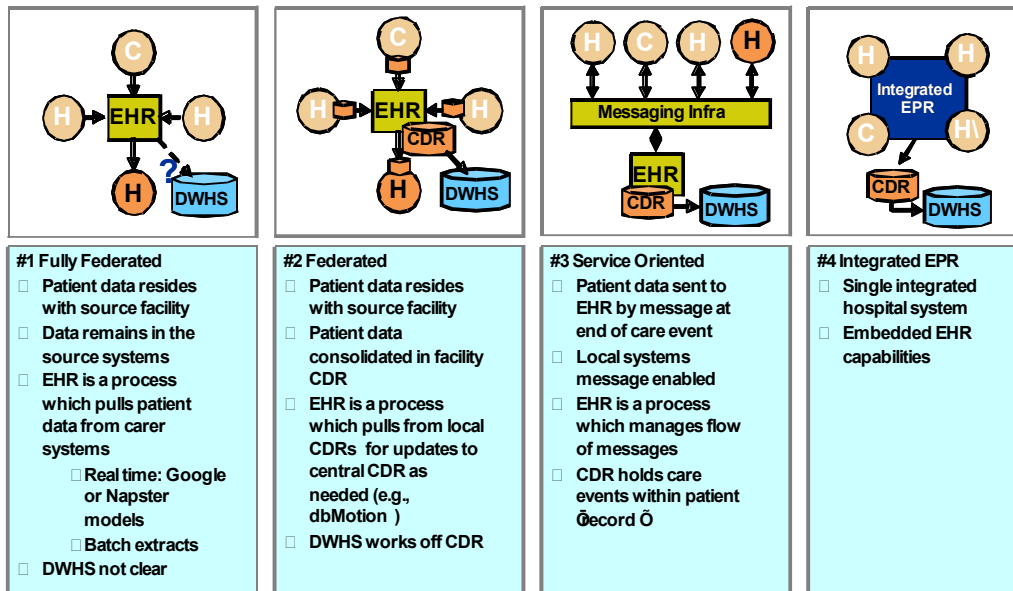 C
H
EHR
H
?
H
DWHS
C
H
EHR
H
CDR
H
DWHS
H
C
H
H
Messaging Infra
EHR
CDR
DWHS
H
H
Integrated
EPR
C
H\
CDR
DWHS
#1 Fully Federated
□ Patient data resides
with source facility
□ Data remains in the
source systems
□ EHR is a process
which pulls patient
data from carer
systems
□ Real time: Google
or Napster
models
□ Batch extracts
□ DWHS not clear
#2 Federated
□ Patient data resides
with source facility
□ Patient data
consolidated in facility
CDR
□ EHR is a process
which pulls from local
CDRs for updates to
central CDR as
needed (e.g.,
dbMotion )
□ DWHS works off CDR
#3 Service Oriented
□ Patient data sent to
EHR by message at
end of care event
□ Local systems
message enabled
□ EHR is a process
which manages flow
of messages
□ CDR holds care
events within patient
Õ
#4 Integrated EPR
□ Single integrated
hospital system
□ Embedded EHR
capabilities